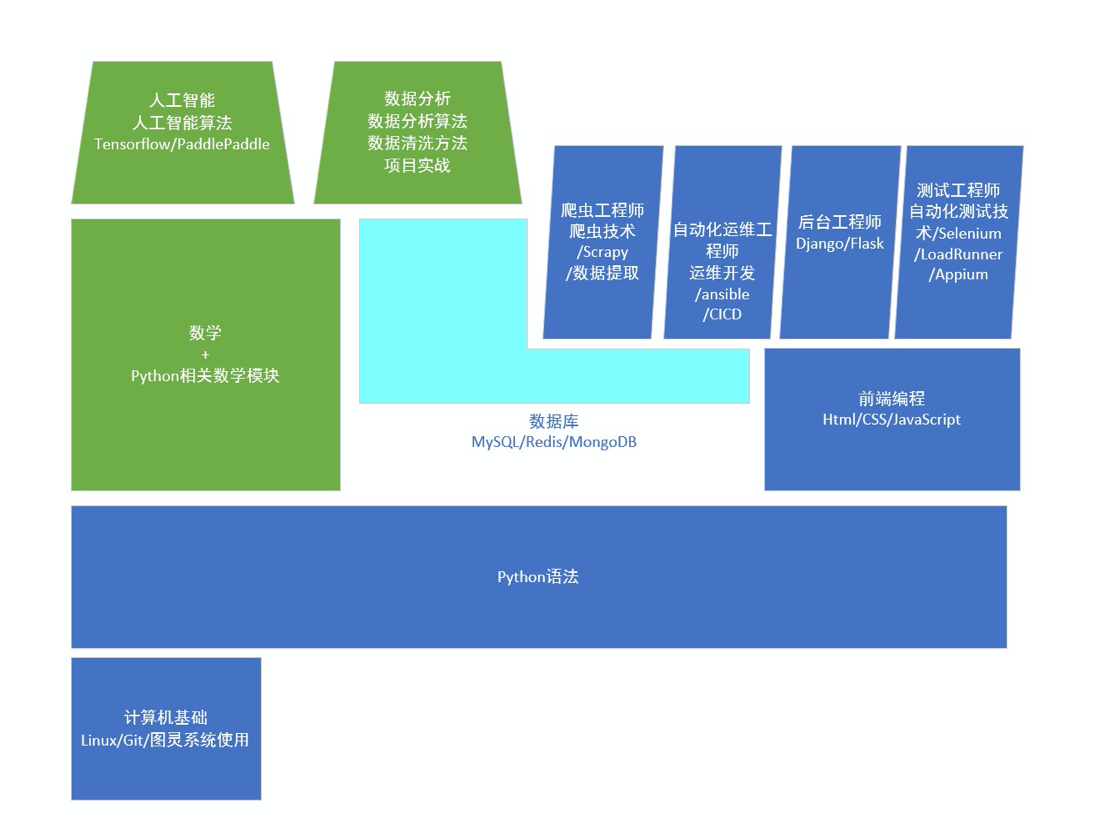 人工智能
人工智能算法
Tensorflow/PaddlePaddle
数据分析
数据分析算法
数据清洗方法
项目实战
爬虫工程师
爬虫技术
/Scrapy
/数据提取
自动化运维工
程师
运维开发
/ansible
/CICD
后台工程师
Django/Flask
测试工程师
自动化测试技
术/Selenium
/LoadRunner
/Appium
数学
+
Python相关数学模块
数据库
MySQL/Redis/MongoDB
前端编程
Html/CSS/JavaScript
Python语法
计算机基础
Linux/Git/图灵系统使用